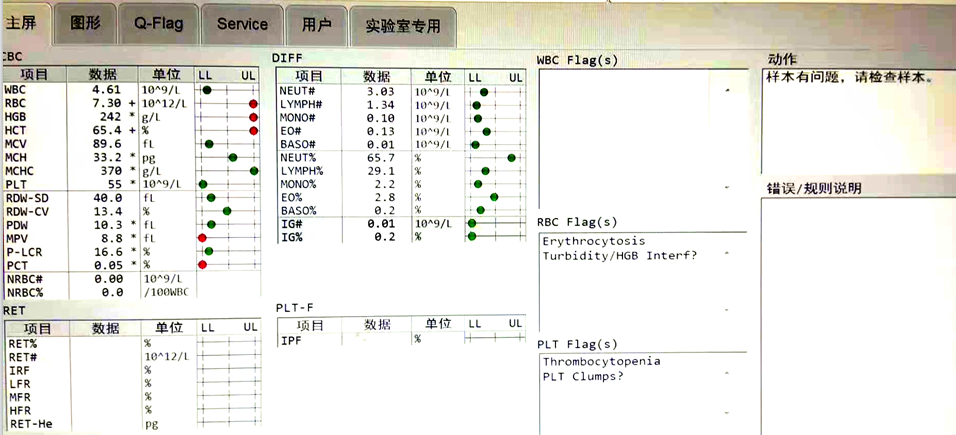 主屏 图形 Q-Flag Service 用户 实验室专用
CBC
项目 数据 单位 LL UL
WBC 4.61 10^9/L
RBC 7.30 + 10^12/L
HGB 242 * g/L
HCT 65.4 + %
MCV 89.6 fL
MCH 33.2 * pg
MCHC 370 * g/L
PLT 55 * 10^9/L
RDW-SD 40.0 fL
RDW-CV 13.4 %
PDW 10.3 * fL
MPV 8.8 * fL
P-LCR 16.6 * %
PCT 0.05 * %
NRBC# 0.00 10^9/L
NRBC% 0.0 /100WBC
RET
项目 数据 单位 LL UL
RET% %
RET# 10^12/L
IRF %
LFR %
MFR %
HFR %
RET-He pg
DIFF
项目 数据 单位 LL UL
NEUT# 3.03 10^9/L
LYMPH# 1.34 10^9/L
MONO# 0.10 10^9/L
EO# 0.13 10^9/L
BASO# 0.01 10^9/L
NEUT% 65.7 %
LYMPH% 29.1 %
MONO% 2.2 %
EO% 2.8 %
BASO% 0.2 %
IG# 0.01 10^9/L
IG% 0.2 %
PLT-F
项目 数据 单位 LL UL
IPF %
WBC Flag(s)
RBC Flag(s)
Erythrocytosis
Turbidity/HGB Interf?
PLT Flag(s)
Thrombocytopenia
PLT Clumps?
动作
样本有问题，请检查样本。
错误/规则说明